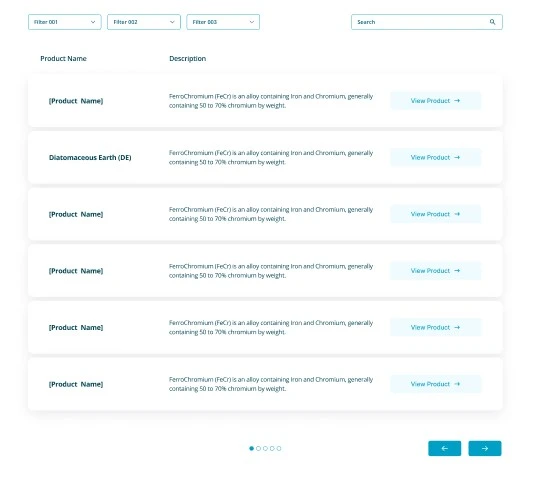 Filter 001
Filter 002
Filter 003
Search
Product Name
Description
[Product Name]
FerroChromium (FeCr) is an alloy containing Iron and Chromium, generally
containing 50 to 70% chromium by weight.
View Product
Diatomaceous Earth (DE)
FerroChromium (FeCr) is an alloy containing Iron and Chromium, generally
containing 50 to 70% chromium by weight.
View Product
[Product Name]
FerroChromium (FeCr) is an alloy containing Iron and Chromium, generally
containing 50 to 70% chromium by weight.
View Product
[Product Name]
FerroChromium (FeCr) is an alloy containing Iron and Chromium, generally
containing 50 to 70% chromium by weight.
View Product
[Product Name]
FerroChromium (FeCr) is an alloy containing Iron and Chromium, generally
containing 50 to 70% chromium by weight.
View Product
[Product Name]
FerroChromium (FeCr) is an alloy containing Iron and Chromium, generally
containing 50 to 70% chromium by weight.
View Product